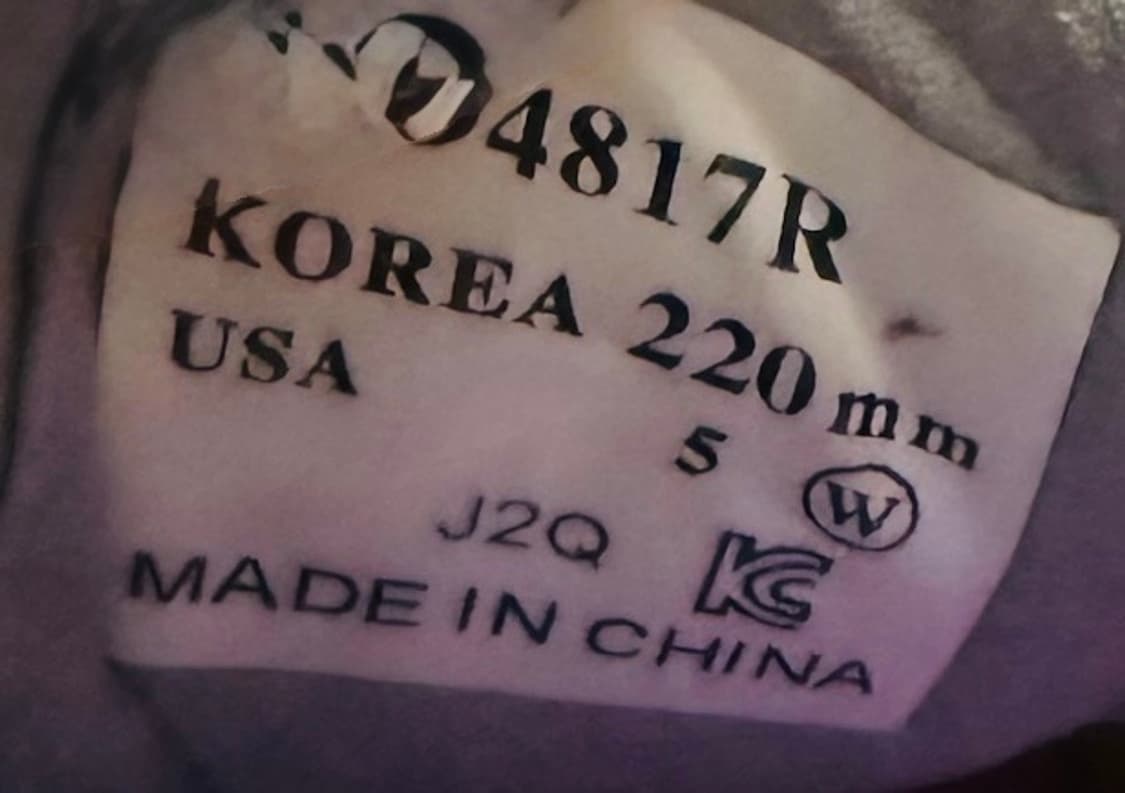 4817R
KOREA 220 mm
USA 5 W
J2Q KC
MADE IN CHINA